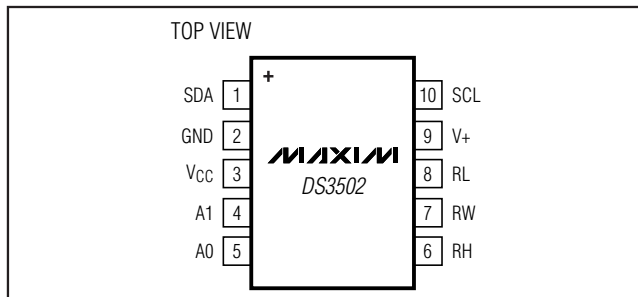 TOP VIEW
+
SDA 1 10 SCL
GND 2 9 V+
VCC 3 8 RL
MAXIM
DS3502
A1 4 7 RW
A0 5 6 RH